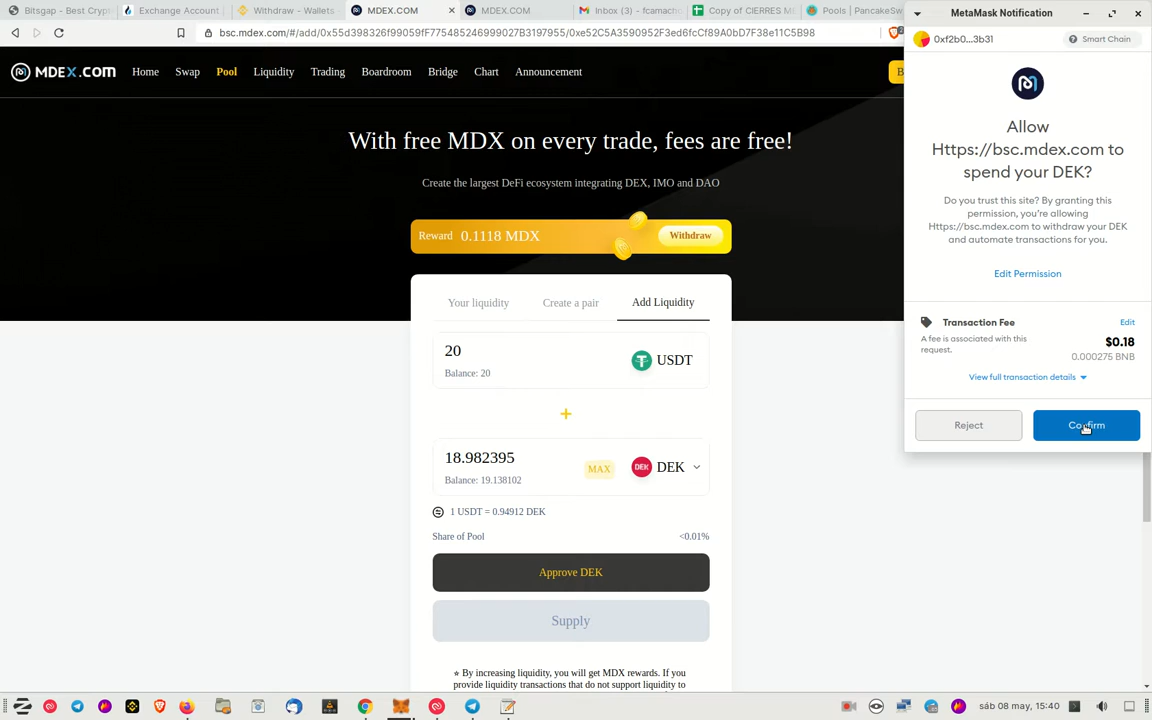 Bitsgap - Best Crypt
Exchange Account
Withdraw - Wallets
MDEX.COM
MDEX.COM
Inbox (3) - fcamacho
Copy of CIERRES M
Pools | PancakeSw
bsc.mdex.com/#/add/0x55d398326f99059fF775485246999027B3197955/0xe52C5A3590952F3ed6fcCf89A0bD7F38e11C5B98
MDEX.COM
Home
Swap
Pool
Liquidity
Trading
Boardroom
Bridge
Chart
Announcement
B
With free MDX on every trade, fees are free!
Create the largest DeFi ecosystem integrating DEX, IMO and DAO
Reward 0.1118 MDX
Withdraw
Your liquidity
Create a pair
Add Liquidity
20
USDT
Balance: 20
+
18.982395
MAX
DEK
DEK
Balance: 19.138102
1 USDT = 0.94912 DEK
Share of Pool
<0.01%
Approve DEK
Supply
⭐ By increasing liquidity, you will get MDX rewards. If you
provide liquidity transactions that do not support liquidity to
MetaMask Notification
0xf2b0...3b31
Smart Chain
Allow
Https://bsc.mdex.com to
spend your DEK?
Do you trust this site? By granting this
permission, you're allowing
Https://bsc.mdex.com to withdraw your DEK
and automate transactions for you.
Edit Permission
Transaction Fee
Edit
A fee is associated with this
request.
$0.18
0.000275 BNB
View full transaction details
Reject
Confirm
sáb 08 may, 15:40